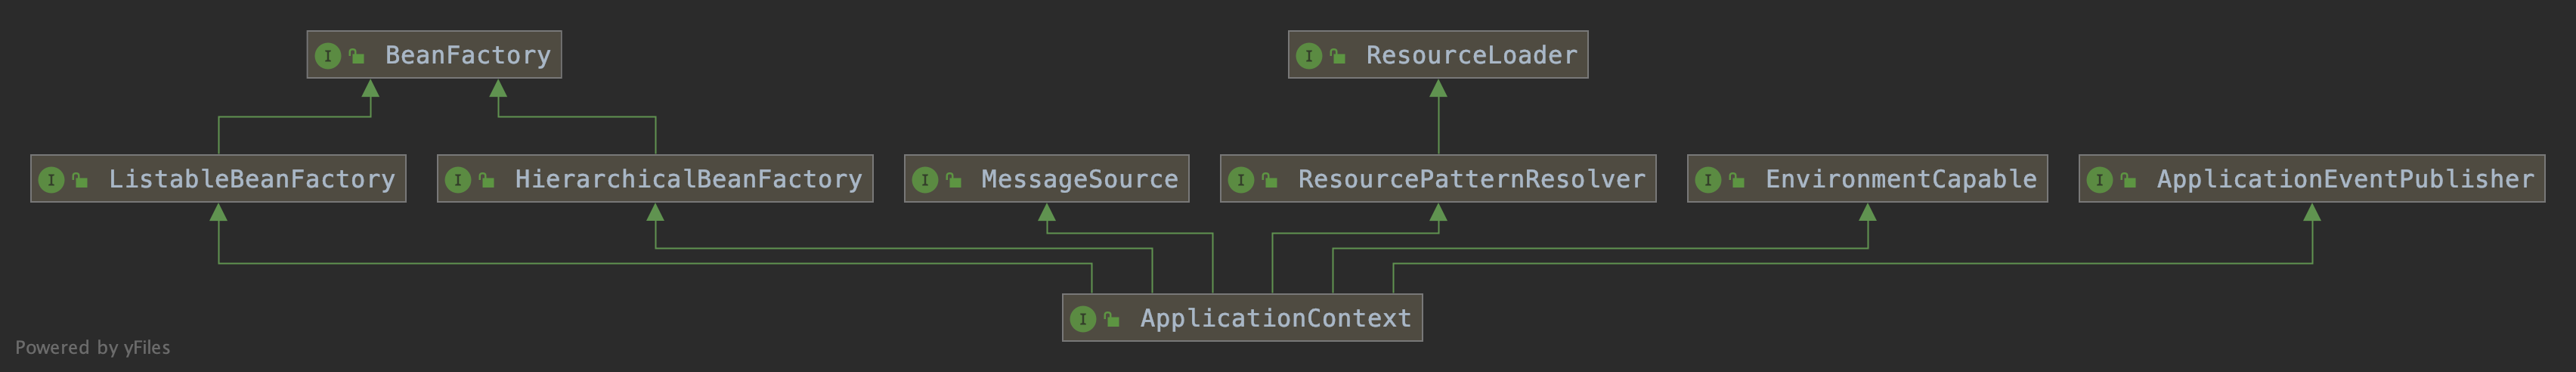 I BeanFactory
I ResourceLoader
I ListableBeanFactory
I HierarchicalBeanFactory
I MessageSource
I ResourcePatternResolver
I EnvironmentCapable
I ApplicationEventPublisher
I ApplicationContext
Powered by yFiles